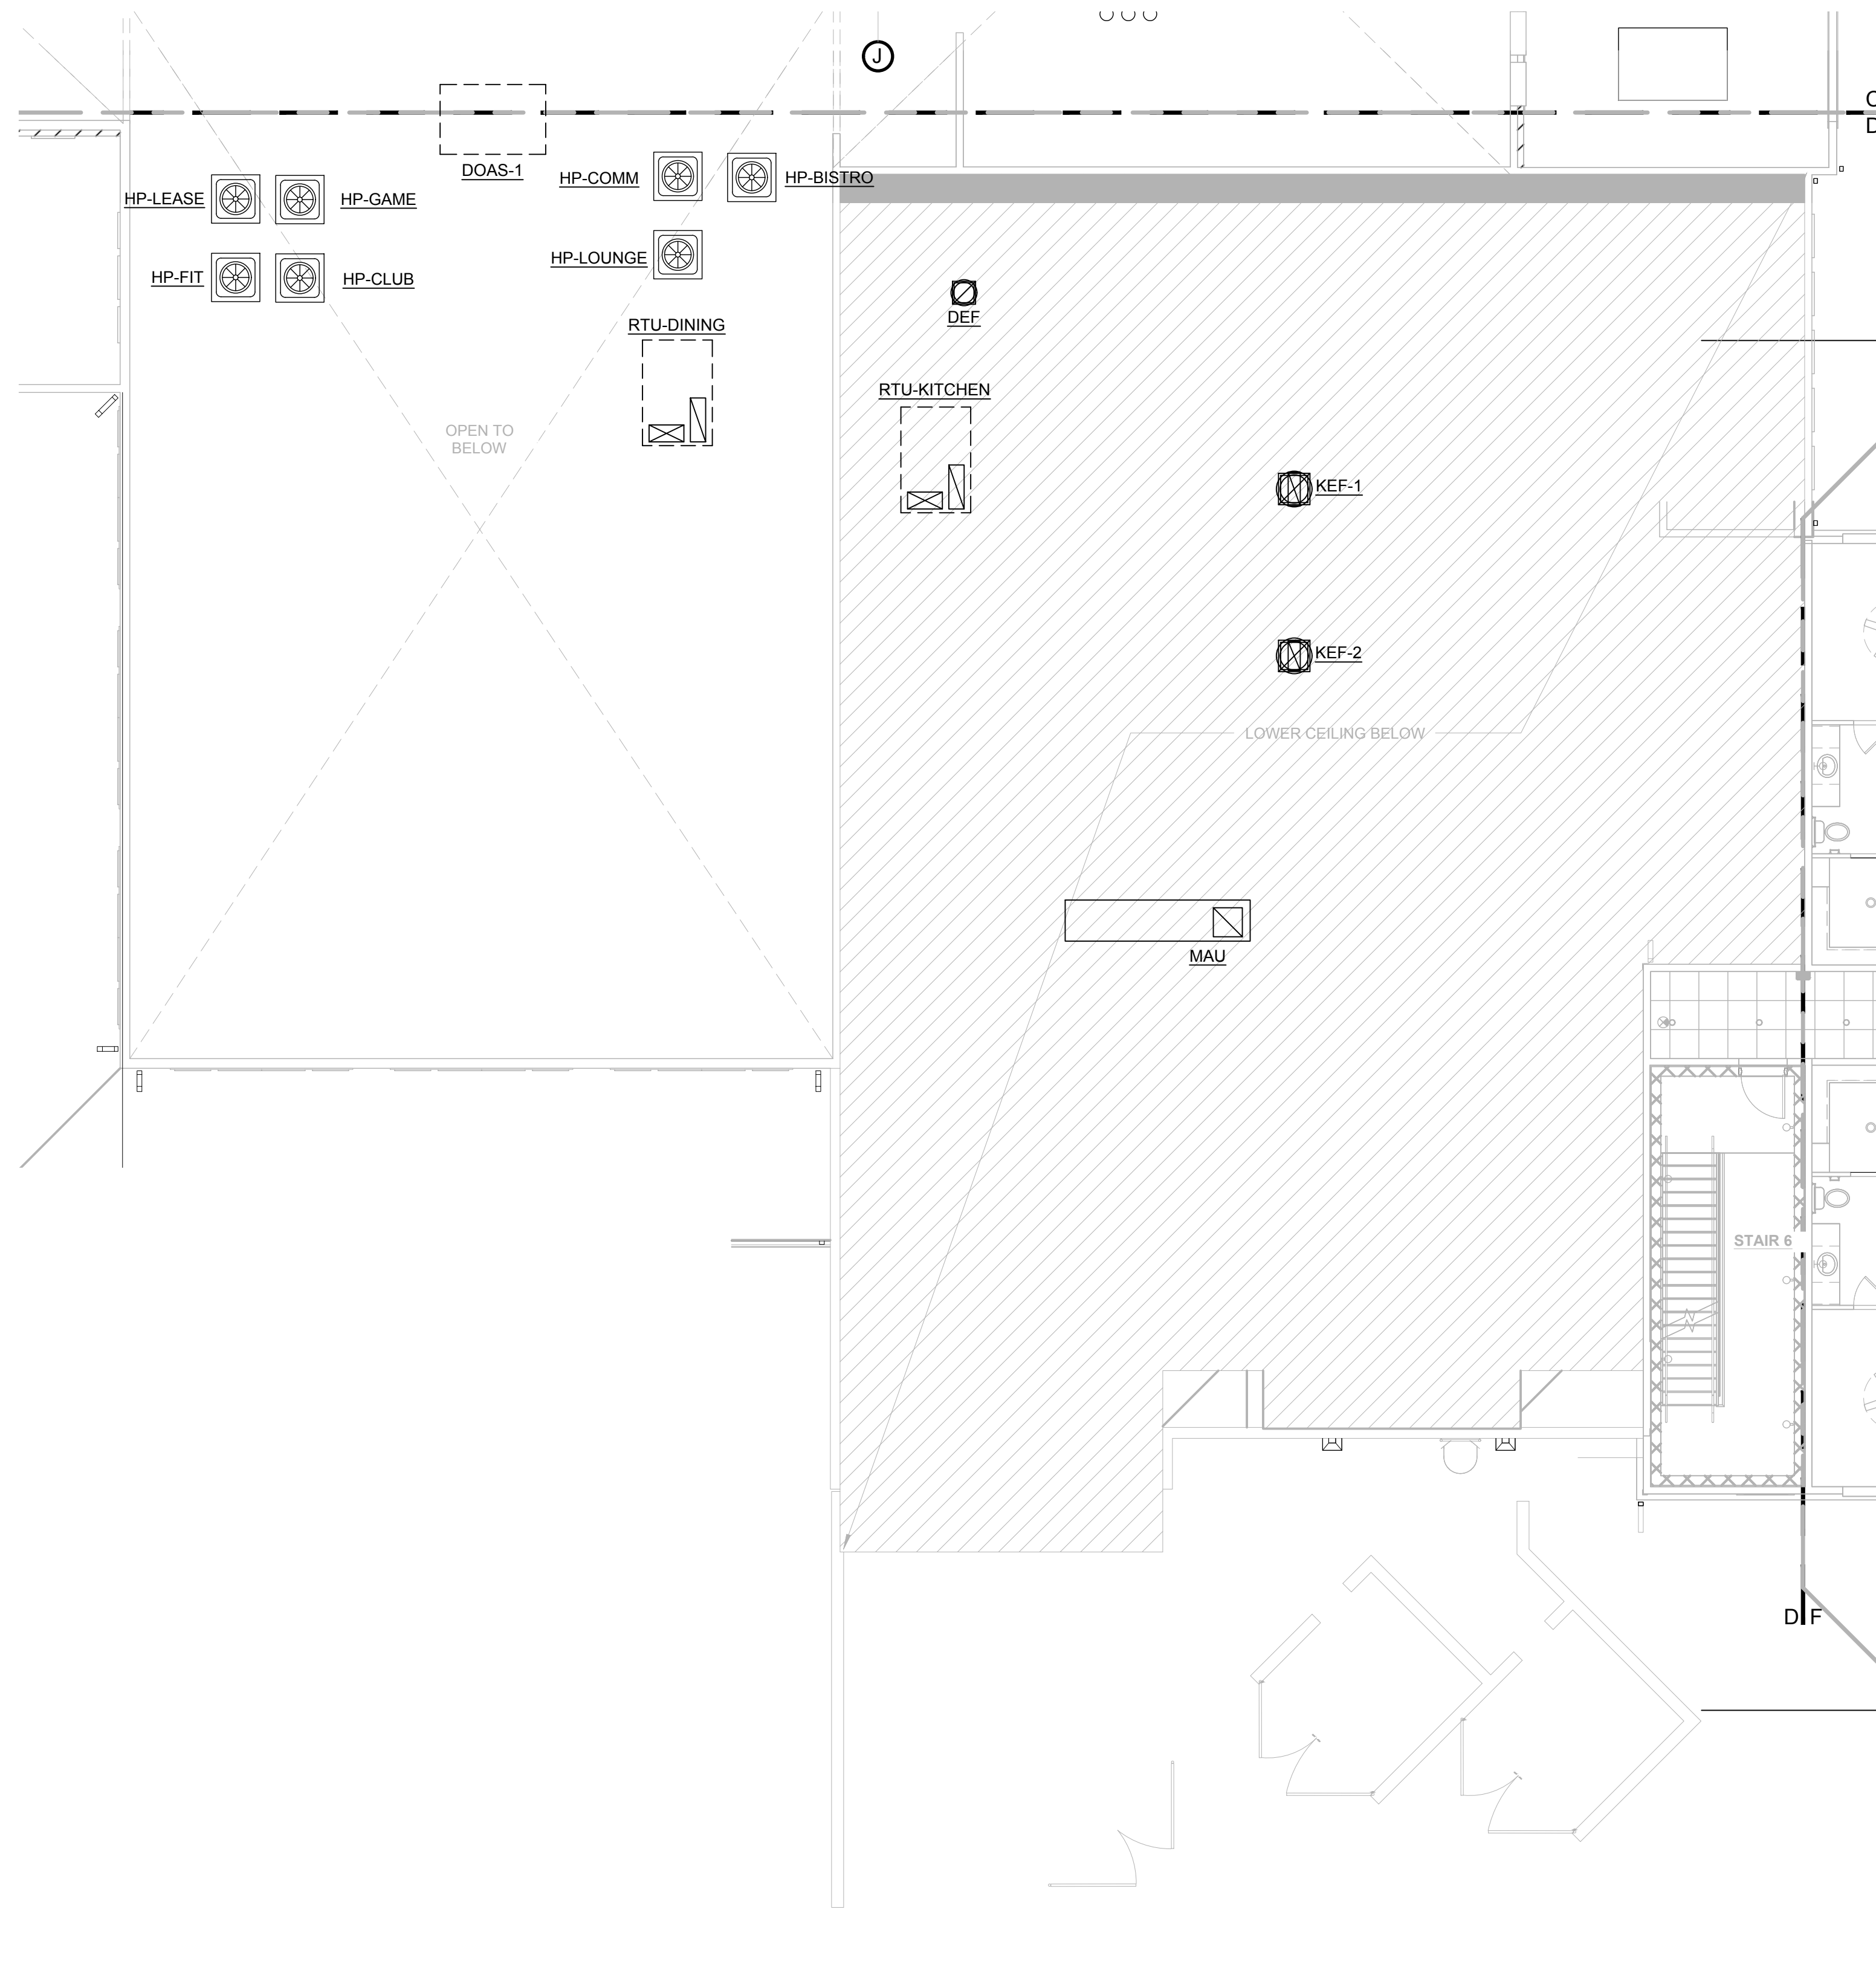 J
C
D
DOAS-1
HP-COMM
HP-BISTRO
HP-LEASE
HP-GAME
HP-LOUNGE
HP-FIT
HP-CLUB
DEF
RTU-DINING
RTU-KITCHEN
OPEN TO
BELOW
KEF-1
KEF-2
LOWER CEILING BELOW
MAU
STAIR 6
D F